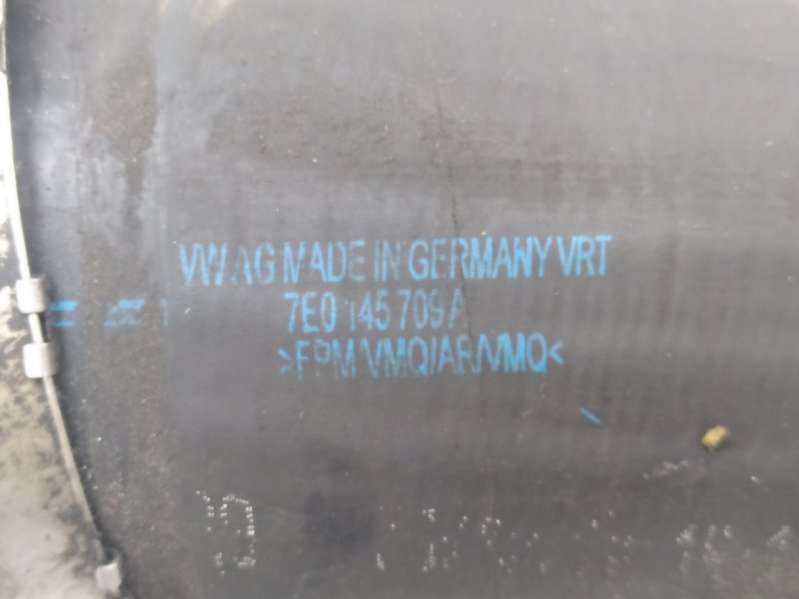 VW AG MADE IN GERMANY VRT
7E0 145 709 A
>FPM/VMQ/AR/VMQ<